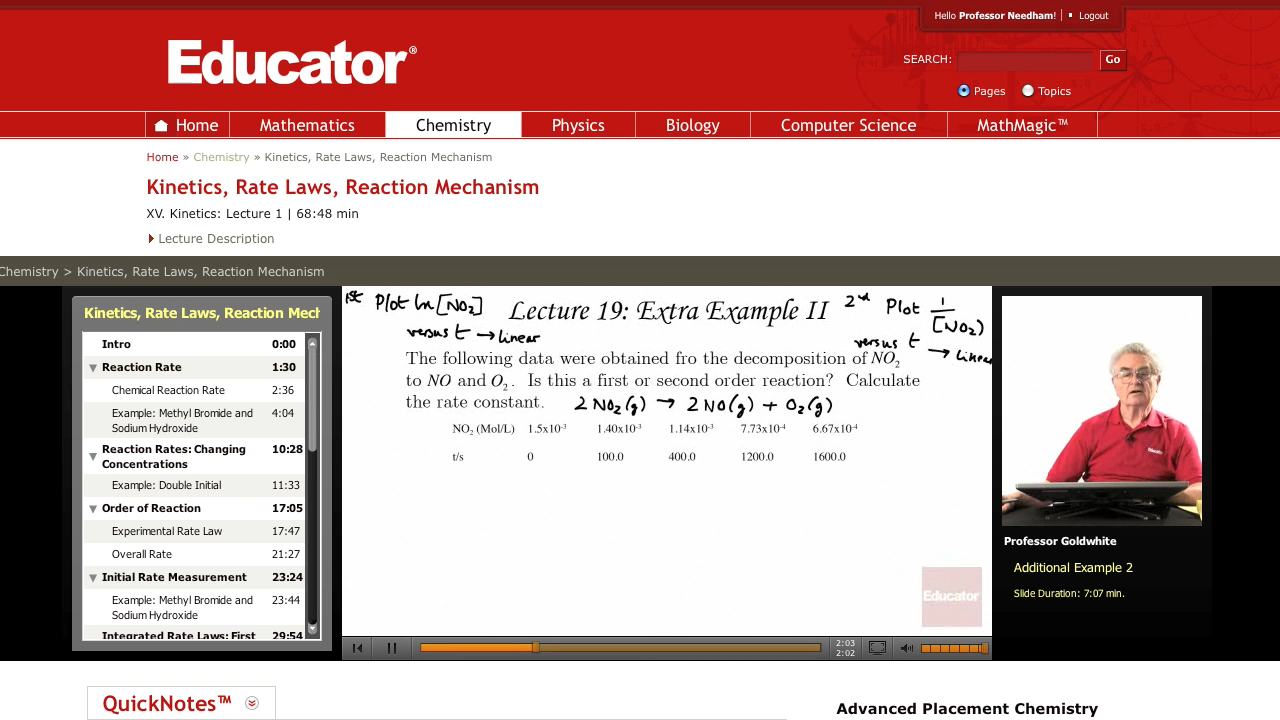 Hello Professor Needham! Logout
Educator®
SEARCH: Go
Pages Topics
Home Mathematics Chemistry Physics Biology Computer Science MathMagic™
Home » Chemistry » Kinetics, Rate Laws, Reaction Mechanism
Kinetics, Rate Laws, Reaction Mechanism
XV. Kinetics: Lecture 1 | 68:48 min
Lecture Description
Chemistry > Kinetics, Rate Laws, Reaction Mechanism
Kinetics, Rate Laws, Reaction Mech
Intro 0:00
Reaction Rate 1:30
Chemical Reaction Rate 2:36
Example: Methyl Bromide and 4:04
Sodium Hydroxide
Reaction Rates: Changing 10:28
Concentrations
Example: Double Initial 11:33
Order of Reaction 17:05
Experimental Rate Law 17:47
Overall Rate 21:27
Initial Rate Measurement 23:24
Example: Methyl Bromide and 23:44
Sodium Hydroxide
Integrated Rate Laws: First 29:54
1st Plot ln [NO₂]
versus t → linear
Lecture 19: Extra Example II
2nd Plot 1/[NO₂)
versus t
→ linear
The following data were obtained fro the decomposition of NO₂
to NO and O₂. Is this a first or second order reaction? Calculate
the rate constant. 2 NO₂(g) → 2 NO(g) + O₂(g)
NO₂ (Mol/L) 1.5x10⁻³ 1.40x10⁻³ 1.14x10⁻³ 7.73x10⁻⁴ 6.67x10⁻⁴
t/s 0 100.0 400.0 1200.0 1600.0
Educator
2:03
2:02
Professor Goldwhite
Additional Example 2
Slide Duration: 7:07 min.
QuickNotes™
Advanced Placement Chemistry